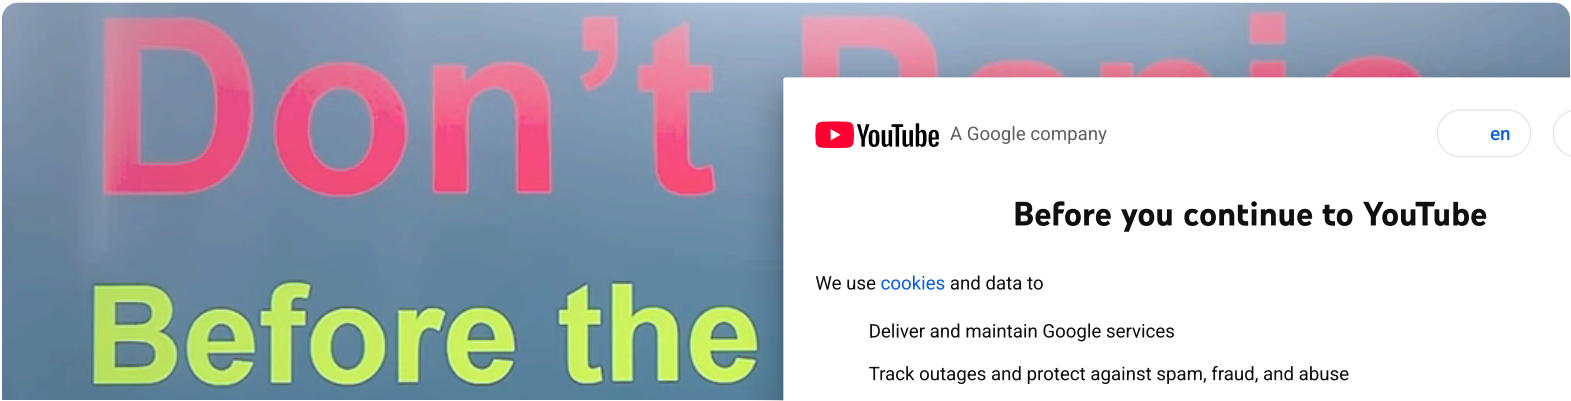 Don't Panic
Before the
YouTube A Google company
en
Before you continue to YouTube
We use cookies and data to
Deliver and maintain Google services
Track outages and protect against spam, fraud, and abuse